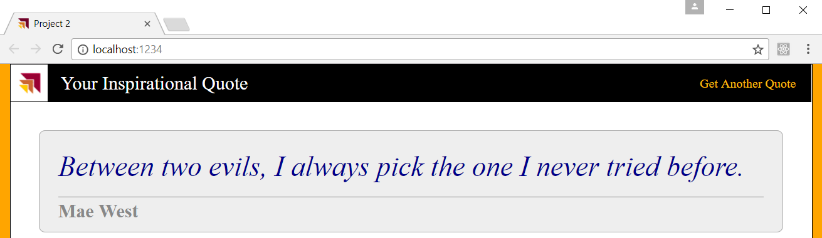 Project 2
localhost:1234
Your Inspirational Quote
Get Another Quote
Between two evils, I always pick the one I never tried before.
Mae West